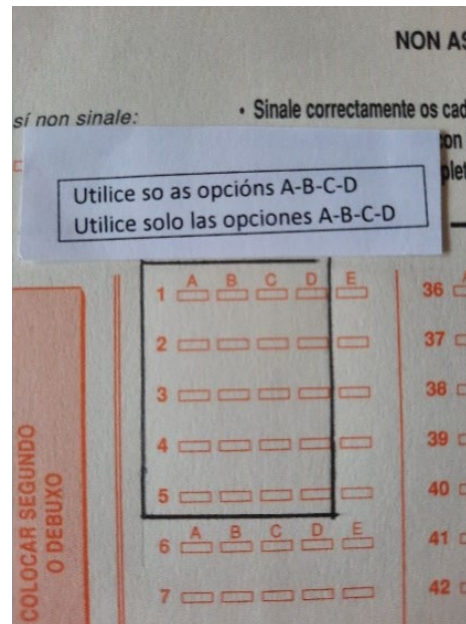 NON AS
sí non sinale:
• Sinale correctamente os cad
con
plet
Utilice so as opcións A-B-C-D
Utilice solo las opciones A-B-C-D
A B C D E
1
2
3
4
5
A B C D E
6
7
36
37
38
39
40
41
42
COLOCAR SEGUNDO
O DEBUXO